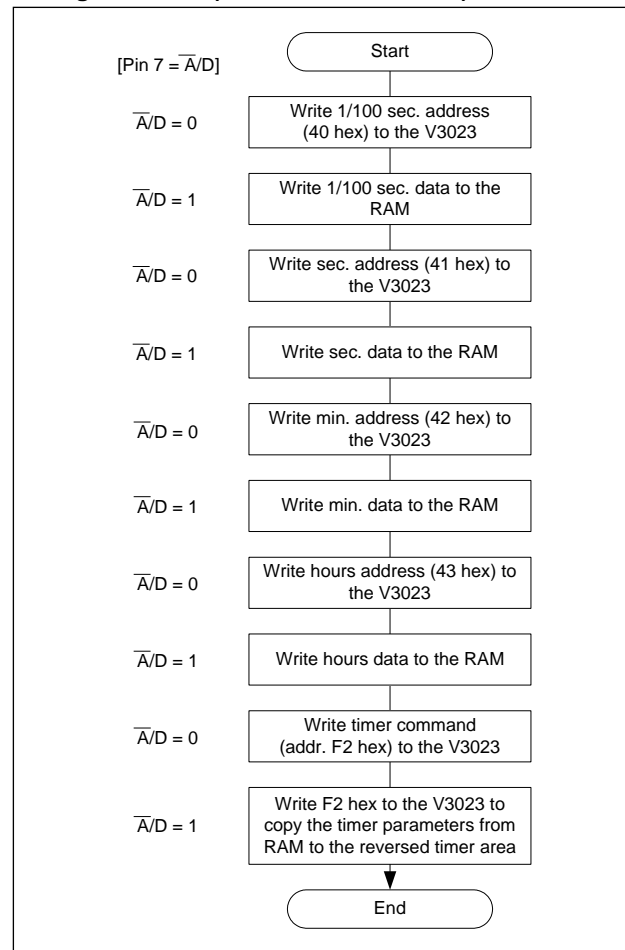 Start
[Pin 7 = A̅/D]
A̅/D = 0
Write 1/100 sec. address
(40 hex) to the V3023
A̅/D = 1
Write 1/100 sec. data to the
RAM
A̅/D = 0
Write sec. address (41 hex) to
the V3023
A̅/D = 1
Write sec. data to the RAM
A̅/D = 0
Write min. address (42 hex) to
the V3023
A̅/D = 1
Write min. data to the RAM
A̅/D = 0
Write hours address (43 hex) to
the V3023
A̅/D = 1
Write hours data to the RAM
A̅/D = 0
Write timer command
(addr. F2 hex) to the V3023
A̅/D = 1
Write F2 hex to the V3023 to
copy the timer parameters from
RAM to the reversed timer area
End